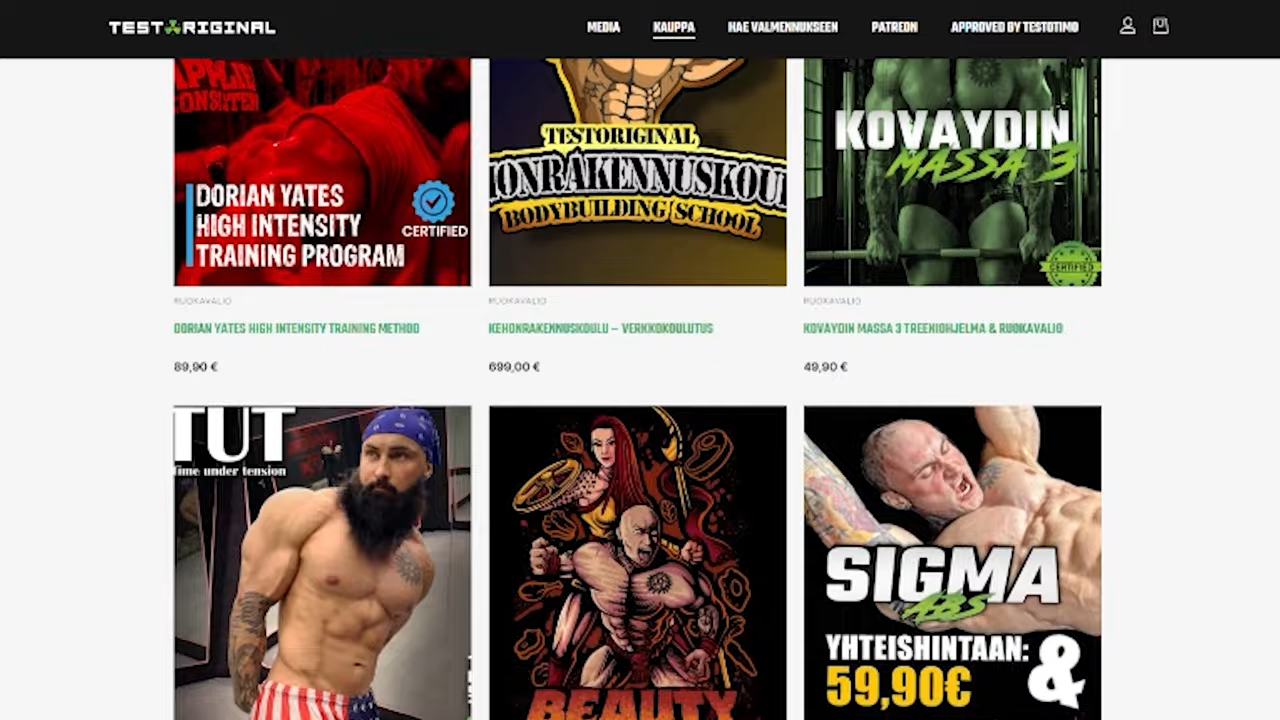 TESTORIGINAL
MEDIA
KAUPPA
HAE VALMENNUKSEEN
PATREON
APPROVED BY TESTOTIMO
DORIAN YATES
HIGH INTENSITY
TRAINING PROGRAM
CERTIFIED
TESTORIGINAL
HONRAKENNUSKOU
BODYBUILDING SCHOOL
KOVAYDIN
MASSA 3
CERTIFIED
RUOKAVALIO
RUOKAVALIO
RUOKAVALIO
DORIAN YATES HIGH INTENSITY TRAINING METHOD
KEHONRAKENNUSKOULU – VERKKOKOULUTUS
KOVAYDIN MASSA 3 TREENIOHJELMA & RUOKAVALIO
89,90 €
699,00 €
49,90 €
TUT
Time under tension
BEAUTY
SIGMA
ABS
YHTEISHINTAAN:
59,90€
&